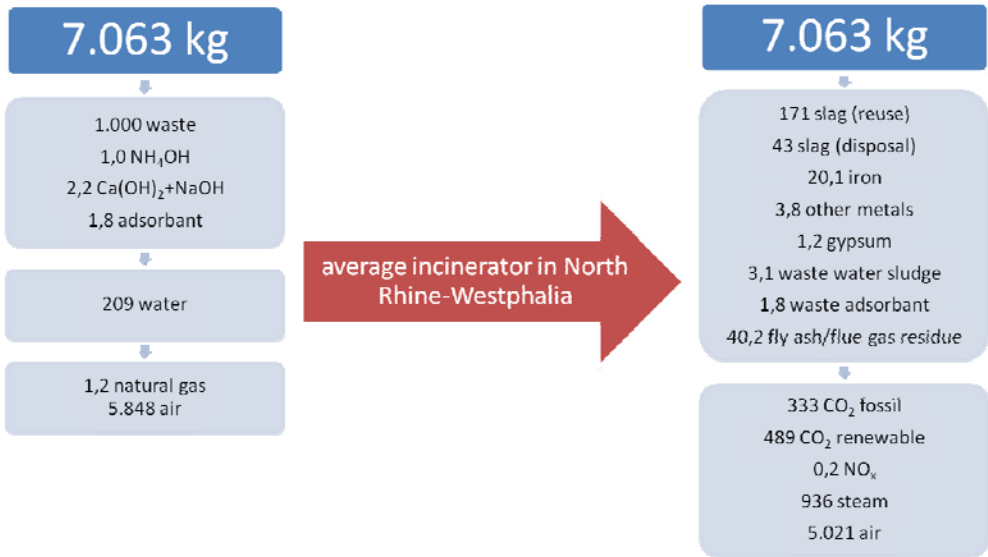 7.063 kg
1.000 waste
1,0 NH₄OH
2,2 Ca(OH)₂+NaOH
1,8 adsorbant
209 water
1,2 natural gas
5.848 air
average incinerator in North
Rhine-Westphalia
7.063 kg
171 slag (reuse)
43 slag (disposal)
20,1 iron
3,8 other metals
1,2 gypsum
3,1 waste water sludge
1,8 waste adsorbant
40,2 fly ash/flue gas residue
333 CO₂ fossil
489 CO₂ renewable
0,2 NOₓ
936 steam
5.021 air